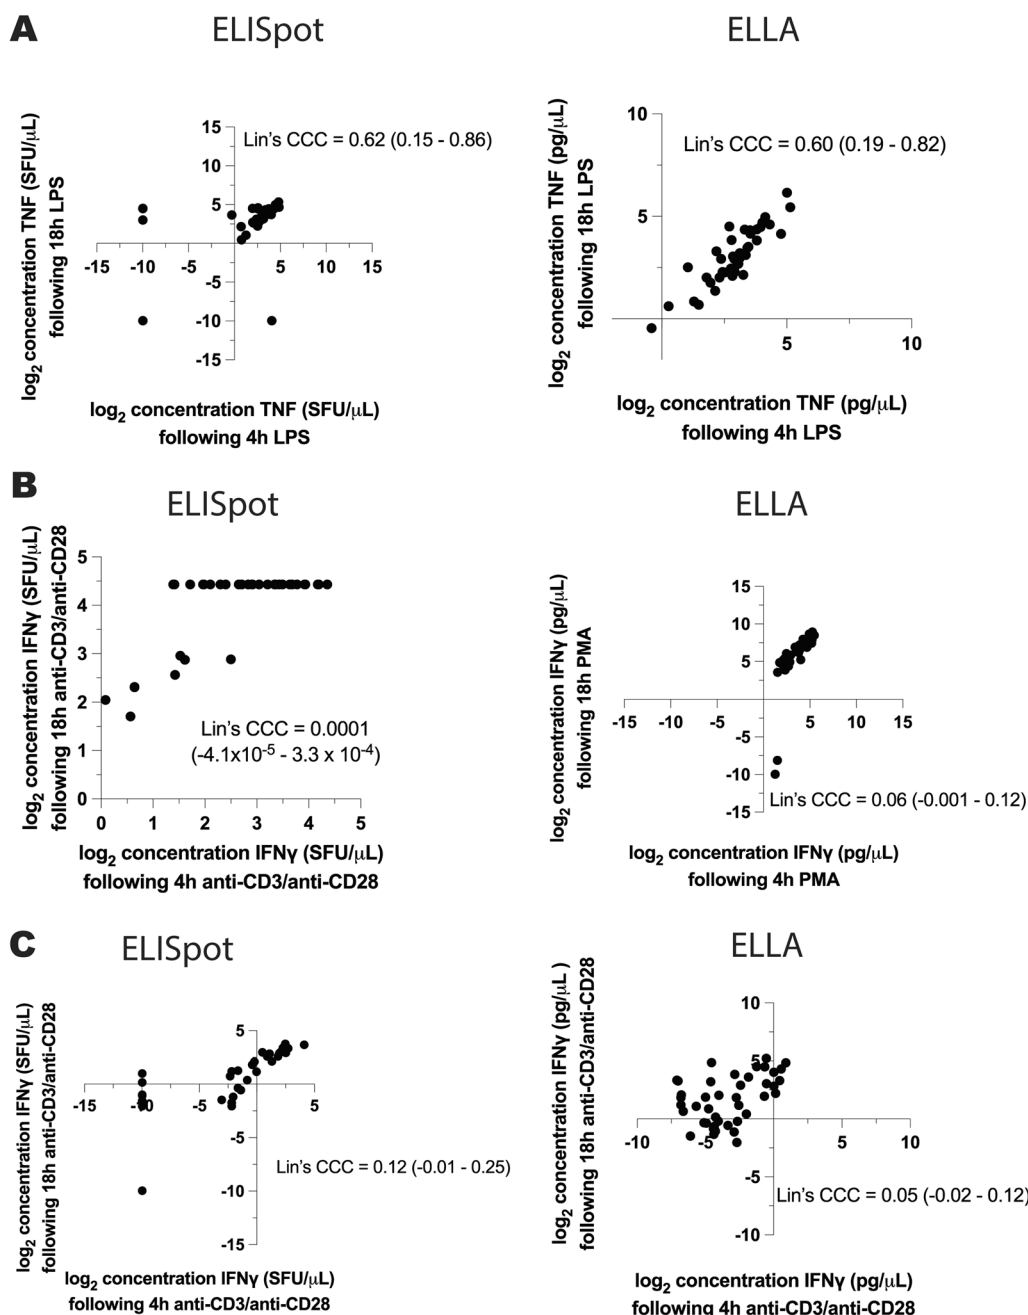 A
ELISpot
ELLA
log2 concentration TNF (SFU/μL)
following 18h LPS
15
10
5
-15 -10 -5 5 10 15
-5
-10
-15
Lin's CCC = 0.62 (0.15 - 0.86)
log2 concentration TNF (SFU/μL)
following 4h LPS
log2 concentration TNF (pg/μL)
following 18h LPS
10
5
5 10
Lin's CCC = 0.60 (0.19 - 0.82)
log2 concentration TNF (pg/μL)
following 4h LPS
B
ELISpot
ELLA
log2 concentration IFNγ (SFU/μL)
following 18h anti-CD3/anti-CD28
5
4
3
2
1
0
0 1 2 3 4 5
Lin's CCC = 0.0001
(-4.1x10-5 - 3.3 x 10-4)
log2 concentration IFNγ (SFU/μL)
following 4h anti-CD3/anti-CD28
log2 concentration IFNγ (pg/μL)
following 18h PMA
15
10
5
-15 -10 -5 5 10 15
-5
-10
-15
Lin's CCC = 0.06 (-0.001 - 0.12)
log2 concentration IFNγ (pg/μL)
following 4h PMA
C
ELISpot
ELLA
log2 concentration IFNγ (SFU/μL)
following 18h anti-CD3/anti-CD28
5
-15 -10 -5 5
-5
-10
-15
Lin's CCC = 0.12 (-0.01 - 0.25)
log2 concentration IFNγ (SFU/μL)
following 4h anti-CD3/anti-CD28
log2 concentration IFNγ (pg/μL )
following 18h anti-CD3/anti-CD28
10
5
-10 -5 5 10
-5
-10
Lin's CCC = 0.05 (-0.02 - 0.12)
log2 concentration IFNγ (pg/μL)
following 4h anti-CD3/anti-CD28